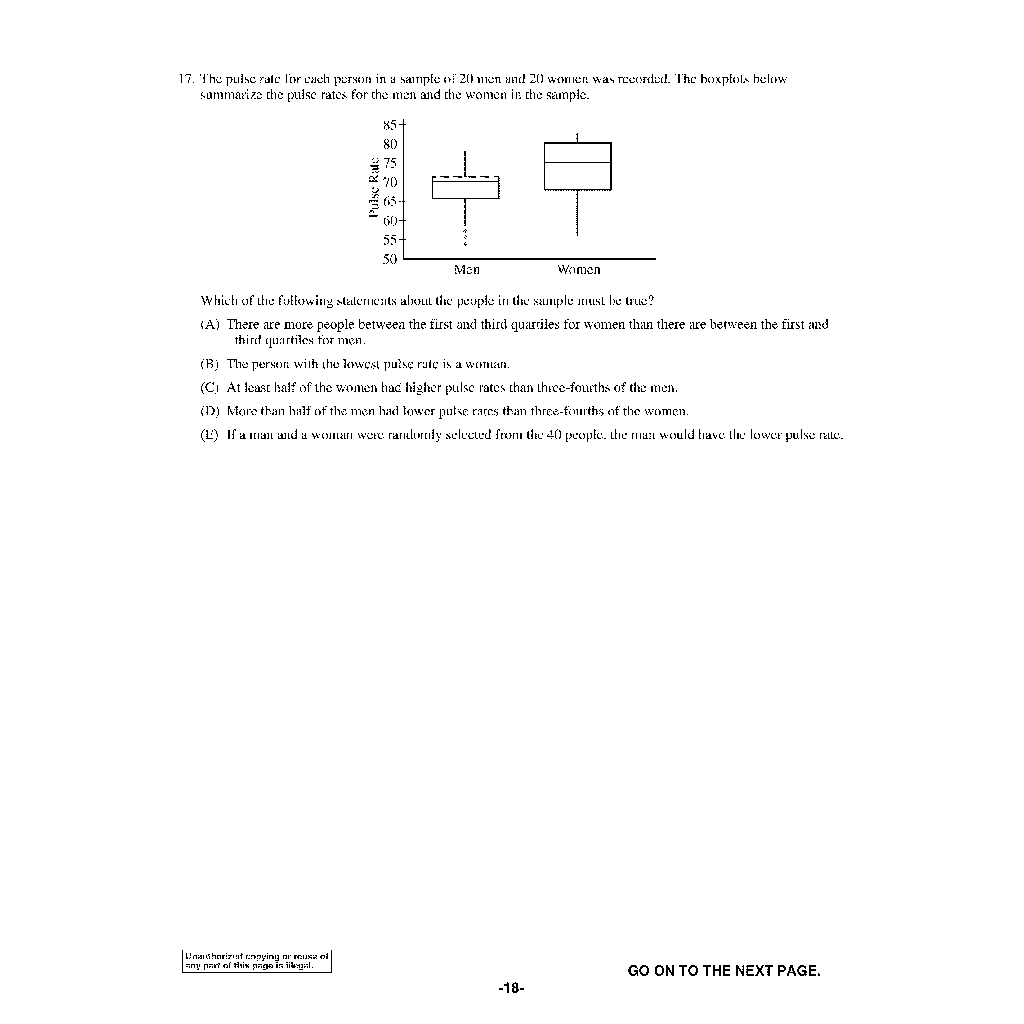 17. The pulse rate for each person in a sample of 20 men and 20 women was recorded. The boxplots below
summarize the pulse rates for the men and the women in the sample.
85
80
75
70
65
60
55
50
Pulse Rate
Men
Women
Which of the following statements about the people in the sample must be true?
(A) There are more people between the first and third quartiles for women than there are between the first and
third quartiles for men.
(B) The person with the lowest pulse rate is a woman.
(C) At least half of the women had higher pulse rates than three-fourths of the men.
(D) More than half of the men had lower pulse rates than three-fourths of the women.
(E) If a man and a woman were randomly selected from the 40 people, the man would have the lower pulse rate.
Unauthorized copying or reuse of
any part of this page is illegal.
GO ON TO THE NEXT PAGE.
-18-